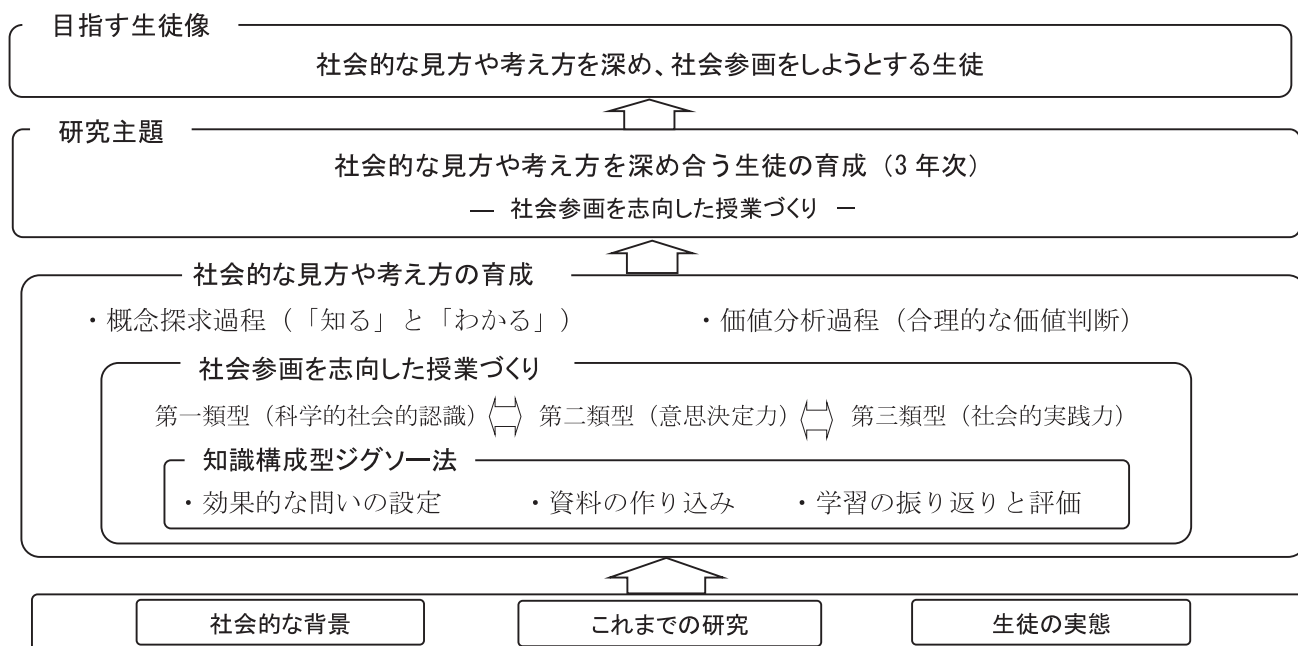 目指す生徒像
社会的な見方や考え方を深め、社会参画をしようとする生徒
研究主題
社会的な見方や考え方を深め合う生徒の育成（3 年次）
― 社会参画を志向した授業づくり －
社会的な見方や考え方の育成
・概念探求過程（「知る」と「わかる」）　・価値分析過程（合理的な価値判断）
社会参画を志向した授業づくり
第一類型（科学的社会的認識）　第二類型（意思決定力）　第三類型（社会的実践力）
知識構成型ジグソー法
・効果的な問いの設定　・資料の作り込み　・学習の振り返りと評価
社会的な背景　これまでの研究　生徒の実態